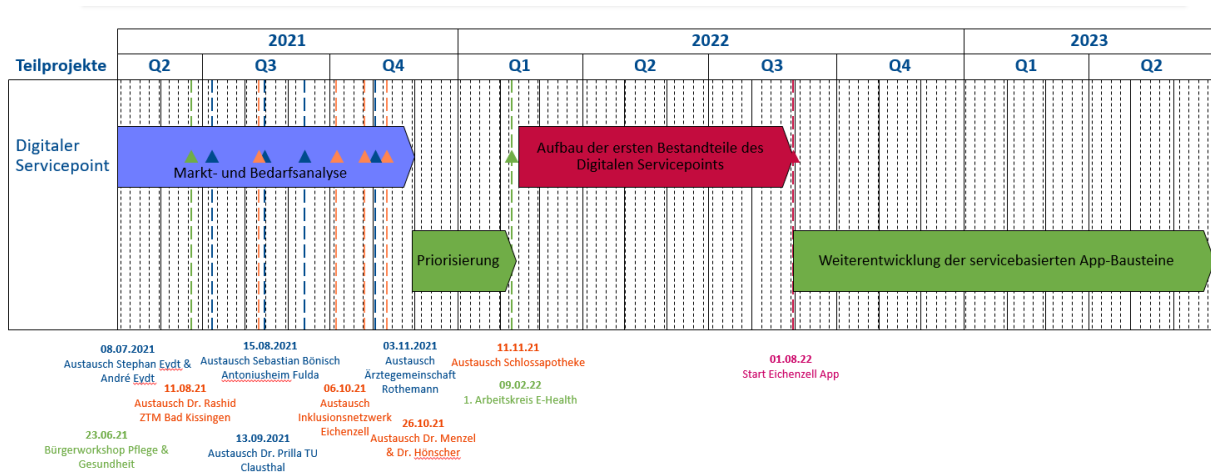 2021
2022
2023
Teilprojekte
Q2
Q3
Q4
Q1
Q2
Q3
Q4
Q1
Q2
Digitaler
Servicepoint
Markt- und Bedarfsanalyse
Aufbau der ersten Bestandteile des
Digitalen Servicepoints
Priorisierung
Weiterentwicklung der servicebasierten App-Bausteine
08.07.2021
Austausch Stephan Eydt &
André Eydt
15.08.2021
Austausch Sebastian Bönisch
Antoniusheim Fulda
03.11.2021
Austausch
Ärztegemeinschaft
Rothemann
11.11.21
Austausch Schlossapotheke
01.08.22
Start Eichenzell App
11.08.21
Austausch Dr. Rashid
ZTM Bad Kissingen
06.10.21
Austausch
Inklusionsnetzwerk
Eichenzell
09.02.22
1. Arbeitskreis E-Health
23.06.21
Bürgerworkshop Pflege &
Gesundheit
13.09.2021
Austausch Dr. Prilla TU
Clausthal
26.10.21
Austausch Dr. Menzel
& Dr. Hönscher